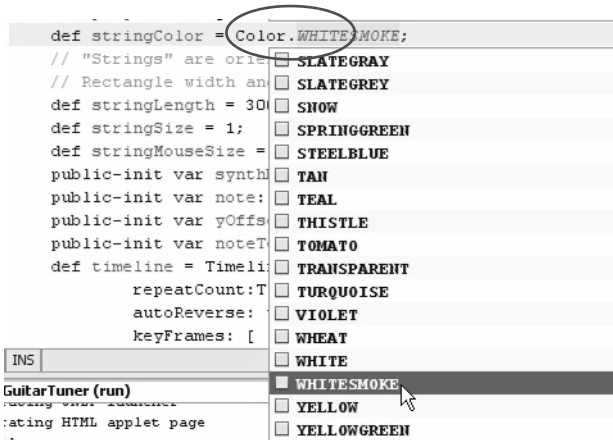 def stringColor = Color.WHITESMOKE;
// "Strings" are orie
// Rectangle width an
def stringLength = 30
def stringSize = 1;
def stringMouseSize =
public-init var synth
public-init var note:
public-init var yOffs
public-init var noteT
def timeline = Timeli
repeatCount:T
autoReverse:
keyFrames: [
SLATEGRAY
SLATEGREY
SNOW
SPRINGGREEN
STEELBLUE
TAN
TEAL
THISTLE
TOMATO
TRANSPARENT
TURQUOISE
VIOLET
WHEAT
WHITE
WHITESMOKE
YELLOW
YELLOWGREEN
INS
GuitarTuner (run)
rating HTML applet page